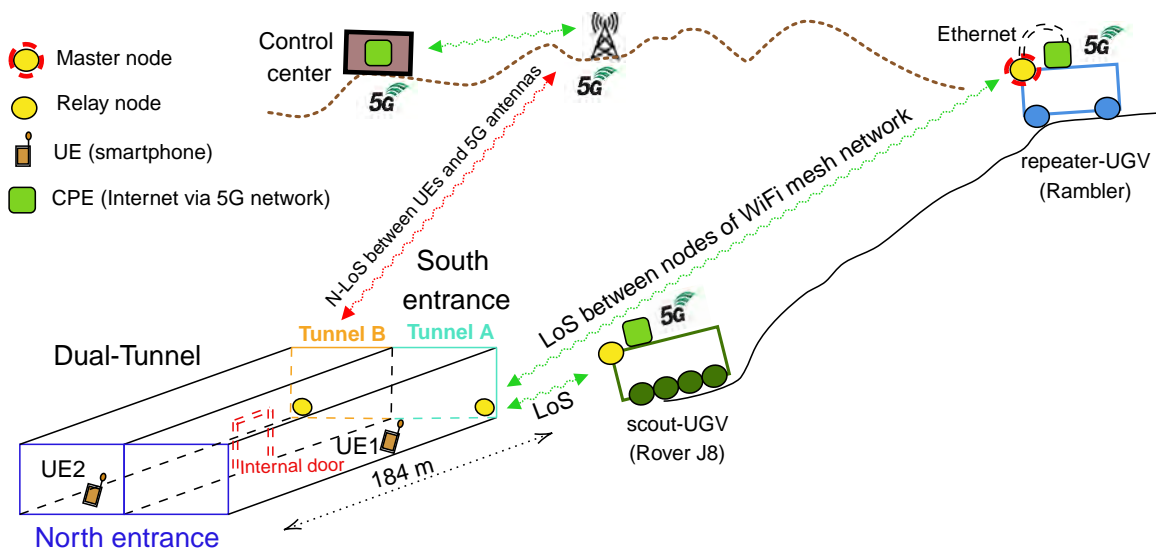 Master node
Relay node
UE (smartphone)
CPE (Internet via 5G network)
Control
center
5G
5G
Ethernet
5G
repeater-UGV
(Rambler)
N-LoS between UEs and 5G antennas
LoS between nodes of WiFi mesh network
South
entrance
Tunnel B
Tunnel A
5G
LoS
scout-UGV
(Rover J8)
Dual-Tunnel
UE1
Internal door
UE2
184 m
North entrance